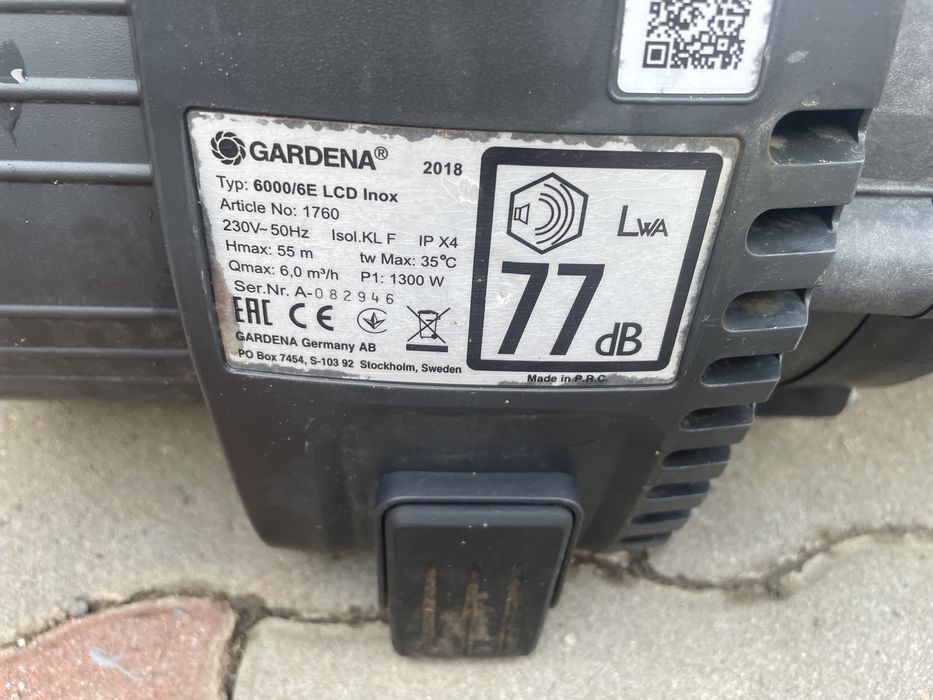 GARDENA® 2018
Typ: 6000/6E LCD Inox
Article No: 1760
230V~ 50Hz Isol.KL F IP X4
Hmax: 55 m tw Max: 35°C
Qmax: 6,0 m³/h P1: 1300 W
Ser.Nr. A-082946
EAC CE
GARDENA Germany AB
PO Box 7454, S-103 92 Stockholm, Sweden
LWA
77 dB
Made in P.R.C.